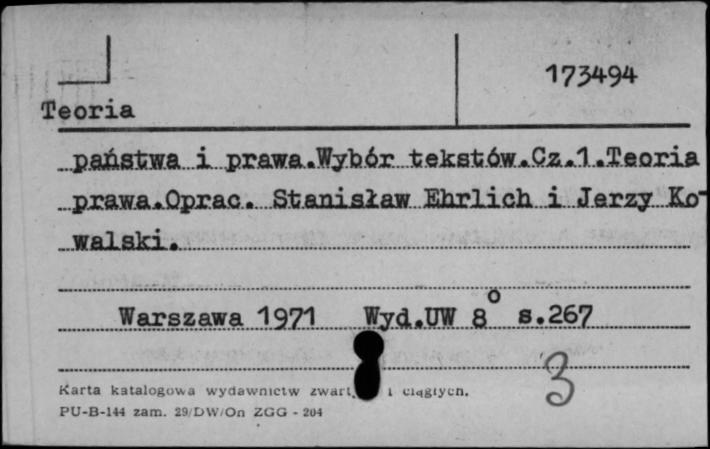 173494
Teoria
państwa i prawa.Wybór tekstów.Cz.1.Teoria
prawa.Oprac. Stanisław Ehrlich i Jerzy Ko-
walski.
Warszawa 1971 Wyd.UW 8° s.267
3
Karta katalogowa wydawnictw i ciągłych.
PU-B-144 zam. 29/DW/On ZGG - 204